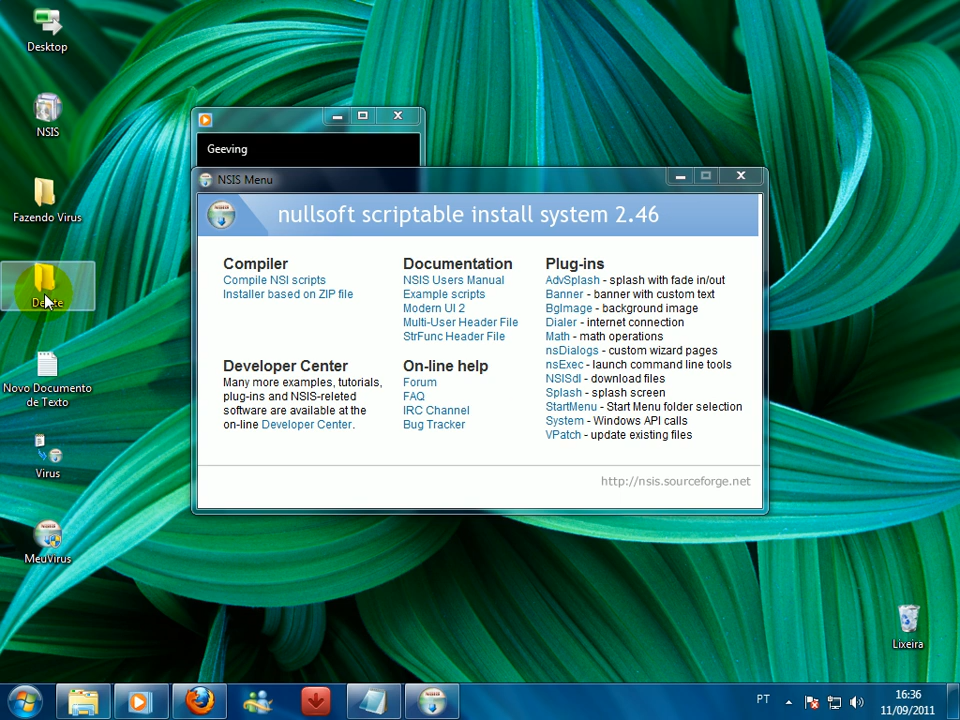 Desktop
NSIS
Fazendo Virus
Delete
Novo Documento
de Texto
Virus
MeuVirus
Geeving
NSIS Menu
nullsoft scriptable install system 2.46
Compiler
Compile NSI scripts
Installer based on ZIP file
Developer Center
Many more examples, tutorials,
plug-ins and NSIS-releted
software are available at the
on-line Developer Center.
Documentation
NSIS Users Manual
Example scripts
Modern UI 2
Multi-User Header File
StrFunc Header File
On-line help
Forum
FAQ
IRC Channel
Bug Tracker
Plug-ins
AdvSplash - splash with fade in/out
Banner - banner with custom text
BgImage - background image
Dialer - internet connection
Math - math operations
nsDialogs - custom wizard pages
nsExec - launch command line tools
NSISdl - download files
Splash - splash screen
StartMenu - Start Menu folder selection
System - Windows API calls
VPatch - update existing files
http://nsis.sourceforge.net
Lixeira
PT
16:36
11/09/2011